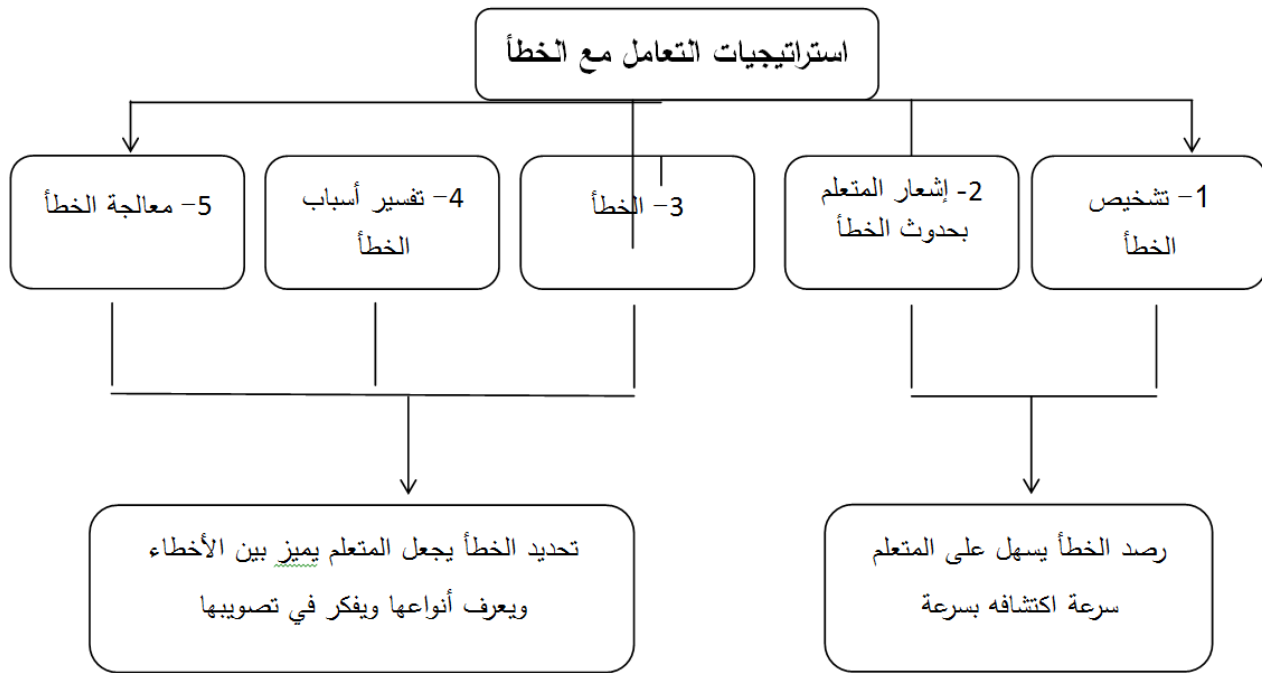 استراتيجيات التعامل مع الخطأ
1- تشخيص
الخطأ
2- إشعار المتعلم
بحدوث الخطأ
3- الخطأ
4- تفسير أسباب
الخطأ
5- معالجة الخطأ
رصد الخطأ يسهل على المتعلم
سرعة اكتشافه بسرعة
تحديد الخطأ يجعل المتعلم يميز بين الأخطاء
ويعرف أنواعها ويفكر في تصويبها